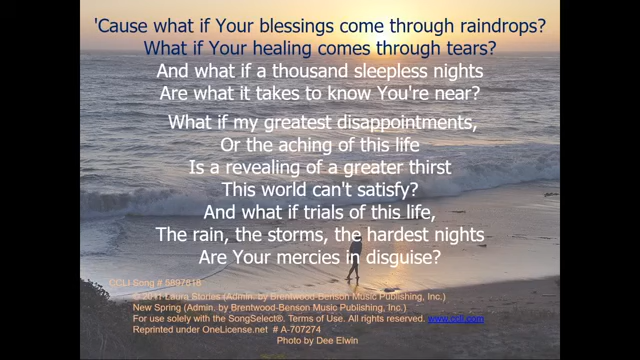 'Cause what if Your blessings come through raindrops?
What if Your healing comes through tears?
And what if a thousand sleepless nights
Are what it takes to know You're near?
What if my greatest disappointments,
Or the aching of this life
Is a revealing of a greater thirst
This world can't satisfy?
And what if trials of this life,
The rain, the storms, the hardest nights
Are Your mercies in disguise?
CCLI Song # 5897818
© 2011 Laura Stories (Admin. by Brentwood-Benson Music Publishing, Inc.)
New Spring (Admin. by Brentwood-Benson Music Publishing, Inc.)
For use solely with the SongSelect®. Terms of Use. All rights reserved. www.ccli.com
Reprinted under OneLicense.net # A-707274
Photo by Dee Elwin